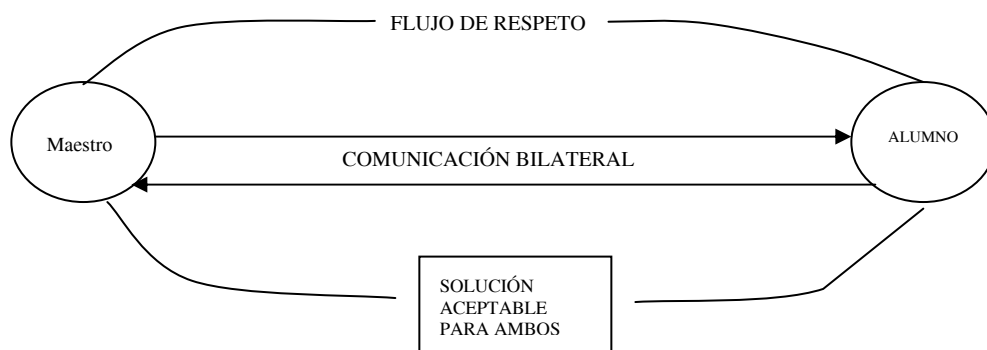 FLUJO DE RESPETO
Maestro
ALUMNO
COMUNICACIÓN BILATERAL
SOLUCIÓN
ACEPTABLE
PARA AMBOS